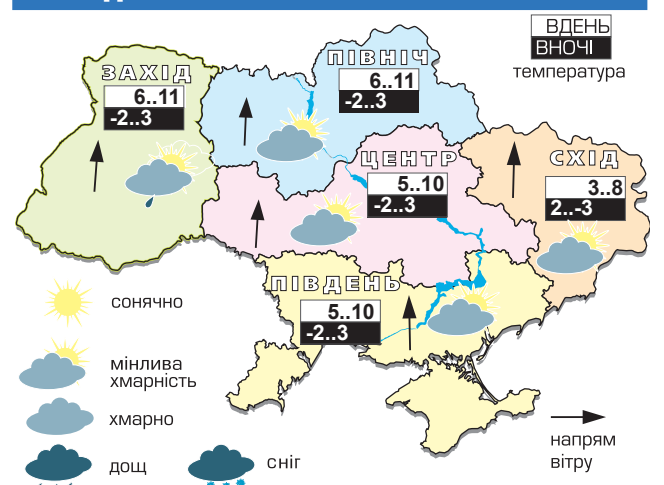 ВДЕНЬ
ВНОЧІ
температура
ЗАХІД
6..11
-2..3
ПІВНІЧ
6..11
-2..3
ЦЕНТР
5..10
-2..3
СХІД
3..8
2..-3
ПІВДЕНЬ
5..10
-2..3
сонячно
мінлива
хмарність
хмарно
дощ
сніг
напрям
вітру